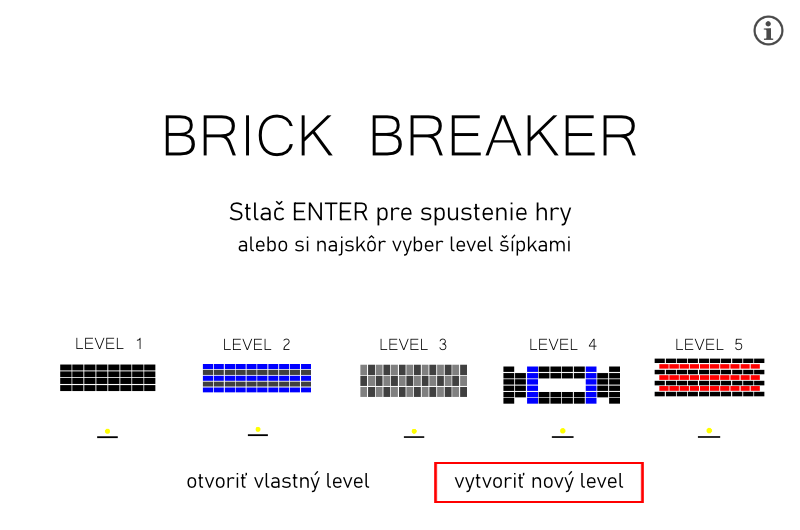 BRICK BREAKER
Stlač ENTER pre spustenie hry
alebo si najskôr vyber level šípkami
LEVEL 1 LEVEL 2 LEVEL 3 LEVEL 4 LEVEL 5
otvoriť vlastný level vytvoriť nový level